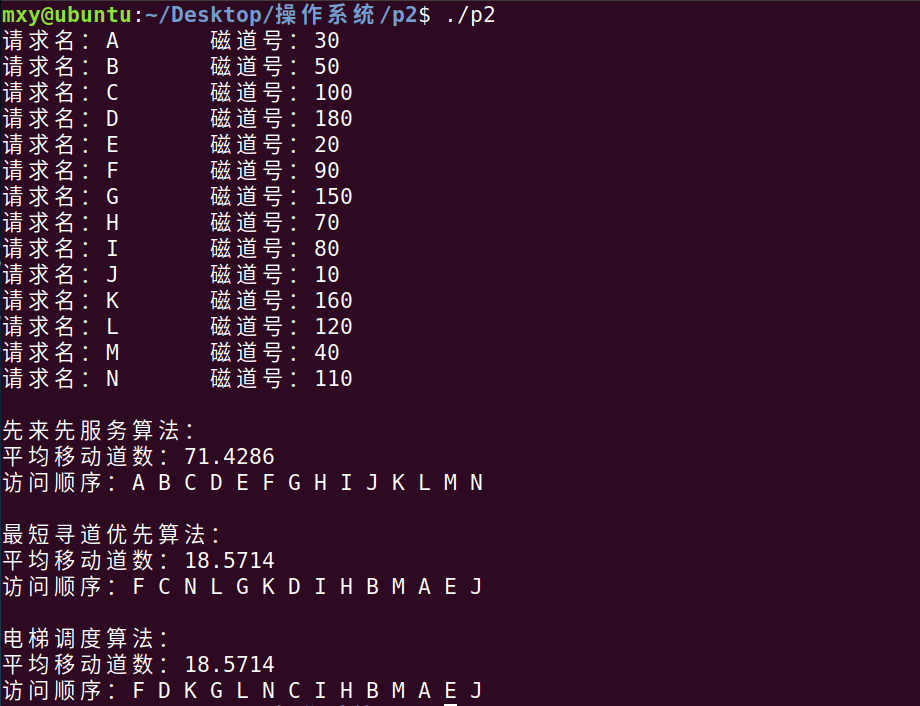 mxy@ubuntu:~/Desktop/操作系统/p2$ ./p2
请求名：A 磁道号：30
请求名：B 磁道号：50
请求名：C 磁道号：100
请求名：D 磁道号：180
请求名：E 磁道号：20
请求名：F 磁道号：90
请求名：G 磁道号：150
请求名：H 磁道号：70
请求名：I 磁道号：80
请求名：J 磁道号：10
请求名：K 磁道号：160
请求名：L 磁道号：120
请求名：M 磁道号：40
请求名：N 磁道号：110
先来先服务算法：
平均移动道数：71.4286
访问顺序：A B C D E F G H I J K L M N
最短寻道优先算法：
平均移动道数：18.5714
访问顺序：F C N L G K D I H B M A E J
电梯调度算法：
平均移动道数：18.5714
访问顺序：F D K G L N C I H B M A E J